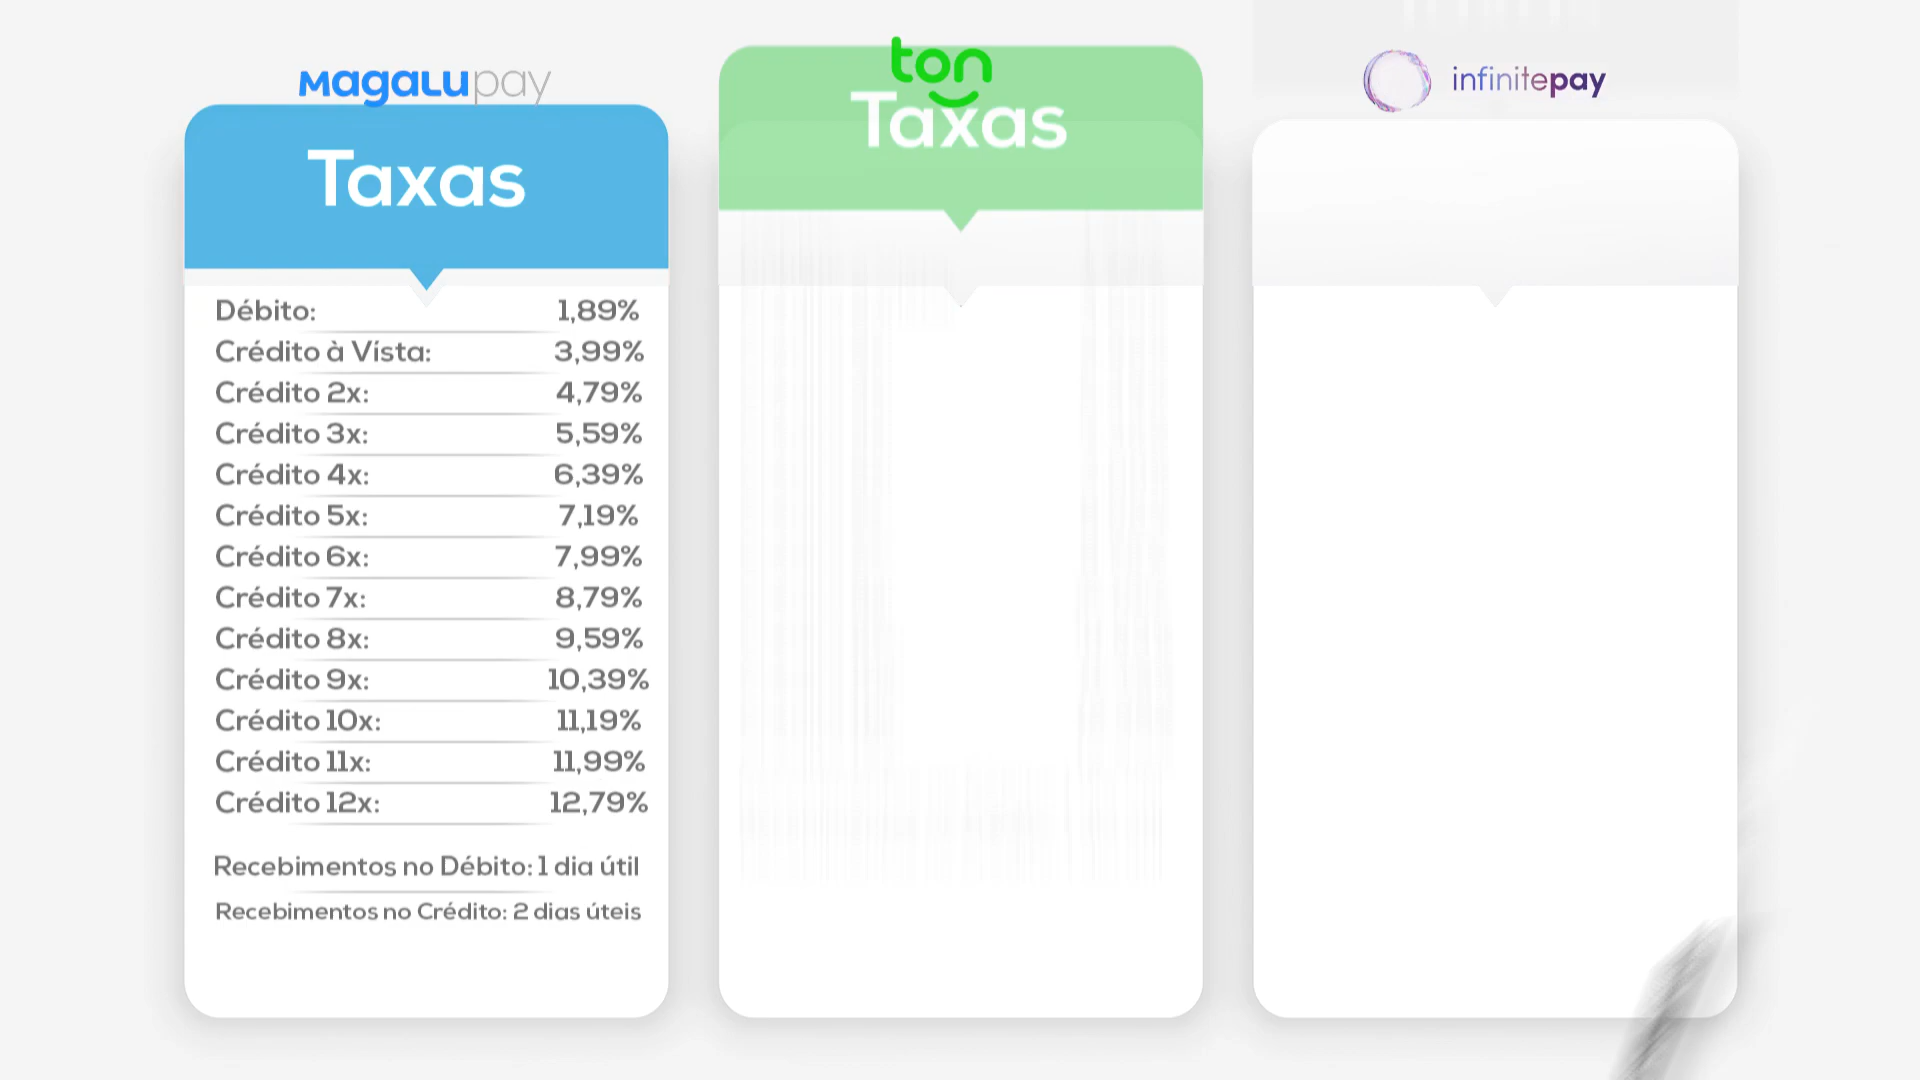 MagaLu pay
Taxas
Débito: 1,89%
Crédito à Vísta: 3,99%
Crédito 2x: 4,79%
Crédito 3x: 5,59%
Crédito 4x: 6,39%
Crédito 5x: 7,19%
Crédito 6x: 7,99%
Crédito 7x: 8,79%
Crédito 8x: 9,59%
Crédito 9x: 10,39%
Crédito 10x: 11,19%
Crédito 11x: 11,99%
Crédito 12x: 12,79%
Recebimentos no Débito: 1 dia útil
Recebimentos no Crédito: 2 dias úteis
ton
Taxas
infinitepay